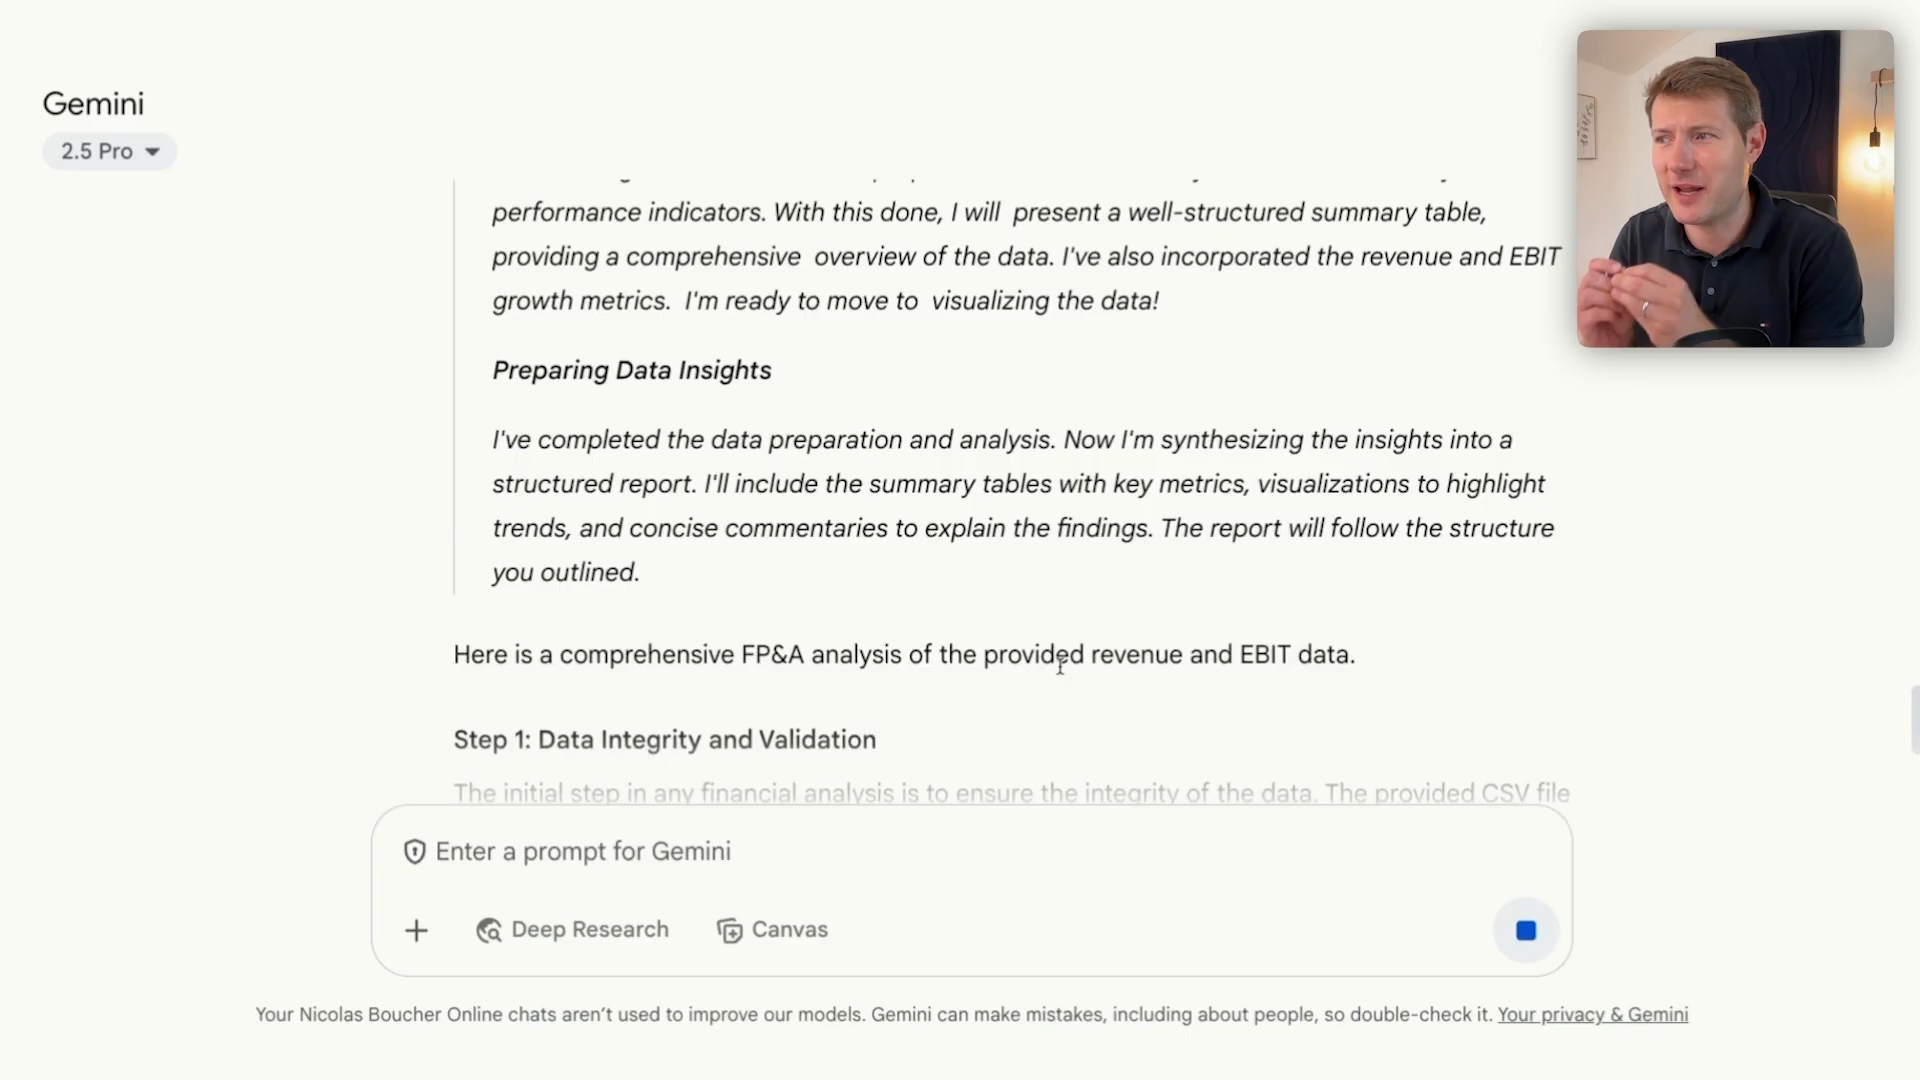 Gemini
2.5 Pro
performance indicators. With this done, I will present a well-structured summary table,
providing a comprehensive overview of the data. I've also incorporated the revenue and EBIT
growth metrics. I'm ready to move to visualizing the data!
Preparing Data Insights
I've completed the data preparation and analysis. Now I'm synthesizing the insights into a
structured report. I'll include the summary tables with key metrics, visualizations to highlight
trends, and concise commentaries to explain the findings. The report will follow the structure
you outlined.
Here is a comprehensive FP&A analysis of the provided revenue and EBIT data.
Step 1: Data Integrity and Validation
The initial step in any financial analysis is to ensure the integrity of the data. The provided CSV file
Enter a prompt for Gemini
Deep Research
Canvas
Your Nicolas Boucher Online chats aren't used to improve our models. Gemini can make mistakes, including about people, so double-check it. Your privacy & Gemini